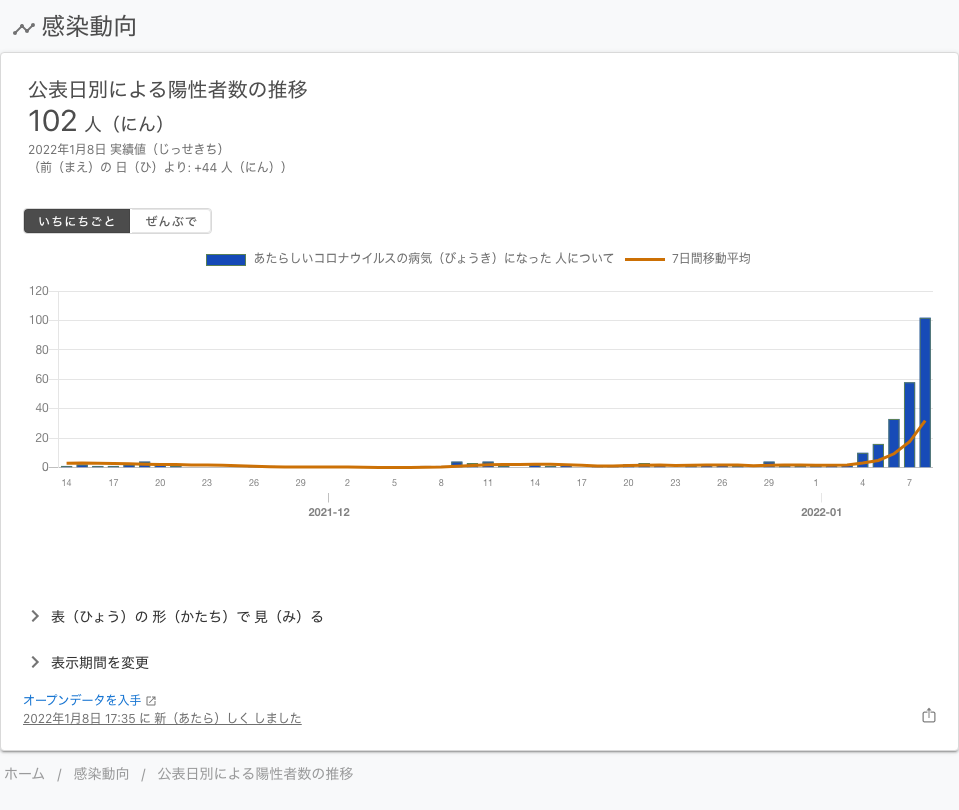 感染動向
公表日別による陽性者数の推移
102 人（にん）
2022年1月8日 実績値（じっせきち）
（前（まえ）の 日（ひ）より: +44 人（にん））
いちにちごと ぜんぶで
あたらしいコロナウイルスの病気（びょうき）になった 人について 7日間移動平均
120
100
80
60
40
20
0
14 17 20 23 26 29 2 5 8 11 14 17 20 23 26 29 1 4 7
2021-12 2022-01
表（ひょう）の 形（かたち）で 見（み）る
表示期間を変更
オープンデータを入手
2022年1月8日 17:35 に 新（あたら）しく しました
ホーム / 感染動向 / 公表日別による陽性者数の推移